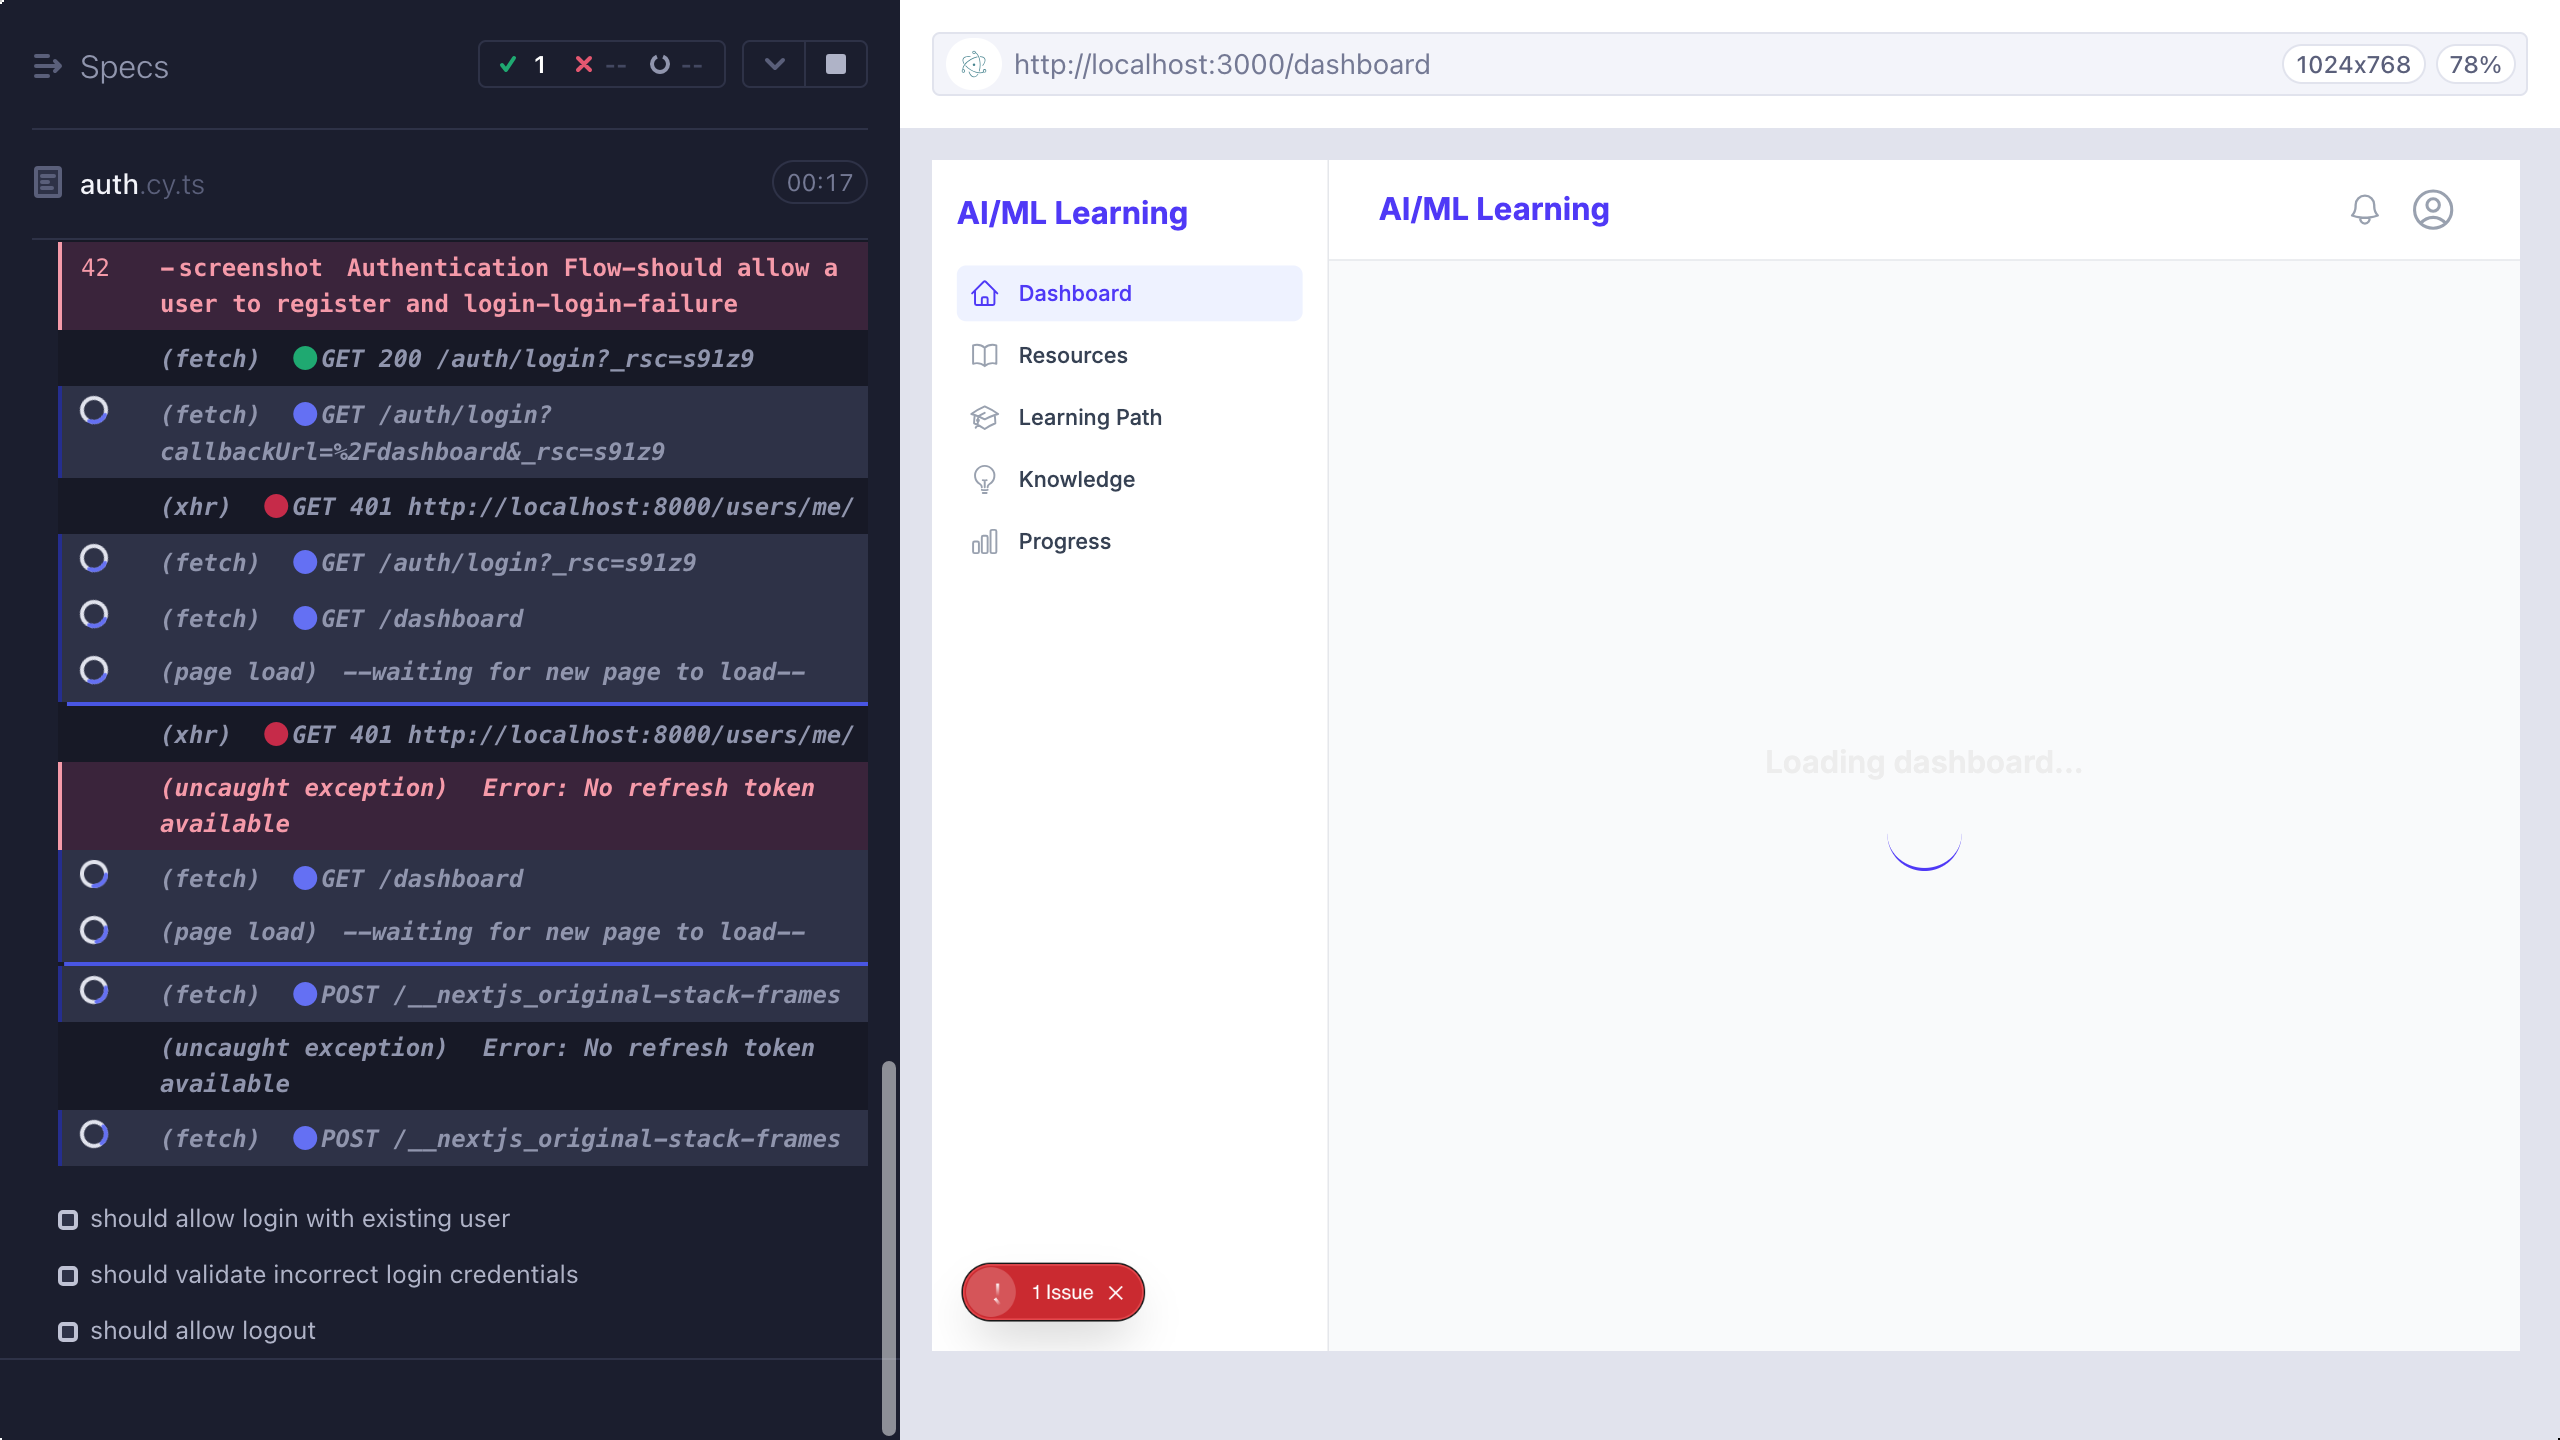 Specs
1 -- --
auth.cy.ts
00:17
42 -screenshot Authentication Flow-should allow a
user to register and login-login-failure
(fetch) GET 200 /auth/login?_rsc=s91z9
(fetch) GET /auth/login?
callbackUrl=%2Fdashboard&_rsc=s91z9
(xhr) GET 401 http://localhost:8000/users/me/
(fetch) GET /auth/login?_rsc=s91z9
(fetch) GET /dashboard
(page load) --waiting for new page to load--
(xhr) GET 401 http://localhost:8000/users/me/
(uncaught exception) Error: No refresh token
available
(fetch) GET /dashboard
(page load) --waiting for new page to load--
(fetch) POST /__nextjs_original-stack-frames
(uncaught exception) Error: No refresh token
available
(fetch) POST /__nextjs_original-stack-frames
should allow login with existing user
should validate incorrect login credentials
should allow logout
http://localhost:3000/dashboard
1024x768
78%
AI/ML Learning
Dashboard
Resources
Learning Path
Knowledge
Progress
AI/ML Learning
Loading dashboard...
! 1 Issue